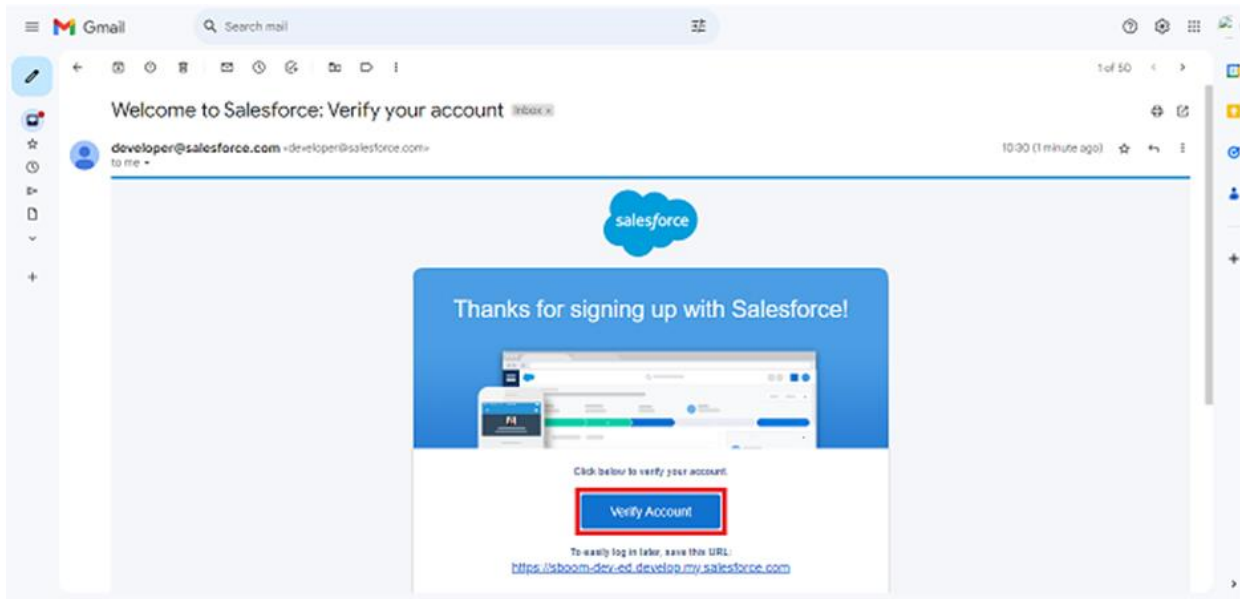 Gmail
Search mail
1 of 50
Welcome to Salesforce: Verify your account Inbox x
developer@salesforce.com <developer@salesforce.com>
10:30 (1 minute ago)
to me
salesforce
Thanks for signing up with Salesforce!
Click below to verify your account.
Verify Account
To easily log in later, save this URL:
https://sboom-dev-ed.develop.my.salesforce.com